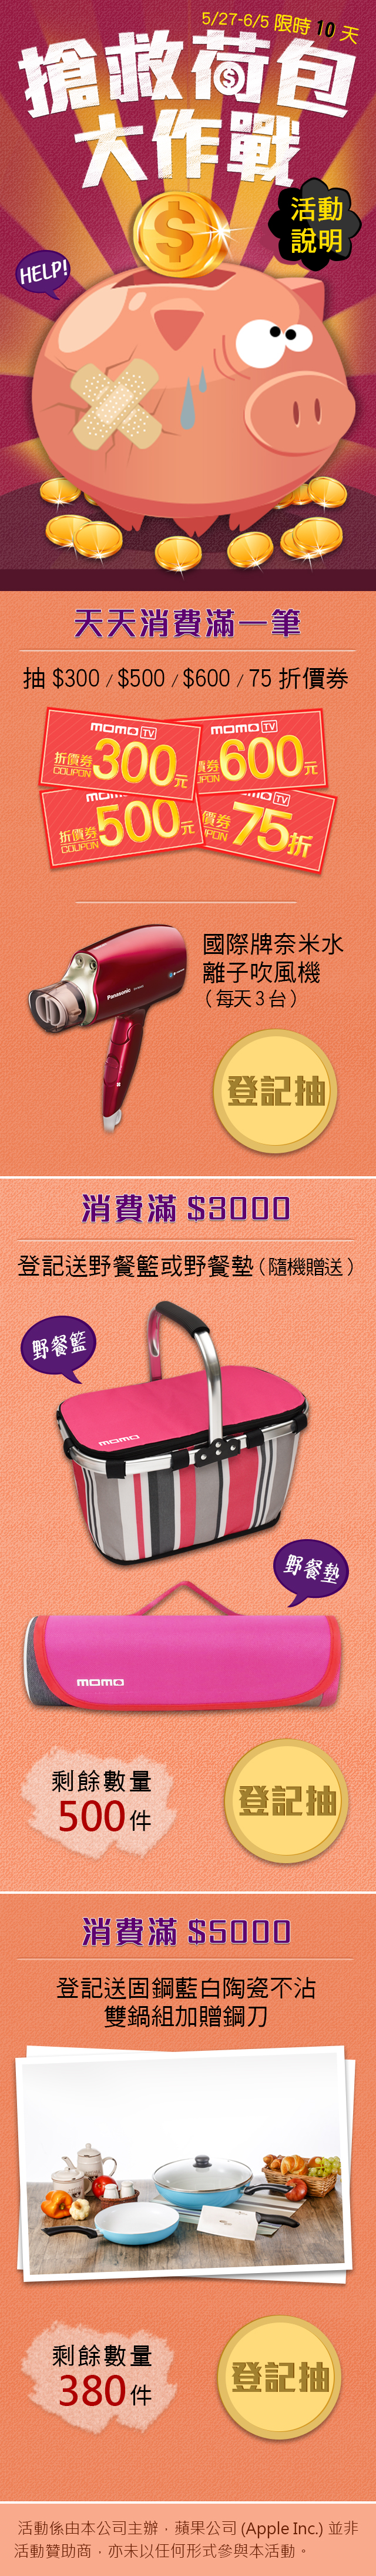 5/27-6/5 限時 10 天
搶救荷包
大作戰
活動
說明
HELP!
天天消費滿一筆
抽 $300 / $500 / $600 / 75 折價券
momo TV
折價券
COUPON
300元
momo TV
600元
折價券
COUPON
500元
75折
Panasonic
國際牌奈米水
離子吹風機
(每天3台)
登記抽
消費滿 $3000
登記送野餐籃或野餐墊(隨機贈送)
野餐籃
momo
野餐墊
momo
剩餘數量
500件
登記抽
消費滿 $5000
登記送固鋼藍白陶瓷不沾
雙鍋組加贈鋼刀
剩餘數量
380件
登記抽
活動係由本公司主辦，蘋果公司 (Apple Inc.) 並非
活動贊助商，亦未以任何形式參與本活動。